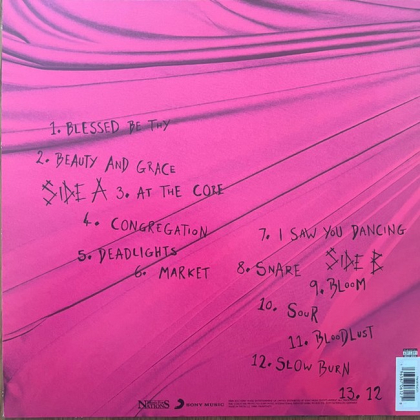 1. BLESSED BE THY
2. BEAUTY AND GRACE
SIDE A
3. AT THE CORE
4. CONGREGATION
5. DEADLIGHTS
6. MARKET
7. I SAW YOU DANCING
SIDE B
8. SNARE
9. BLOOM
10. SOUR
11. BLOODLUST
12. SLOW BURN
13. 12
SONY MUSIC